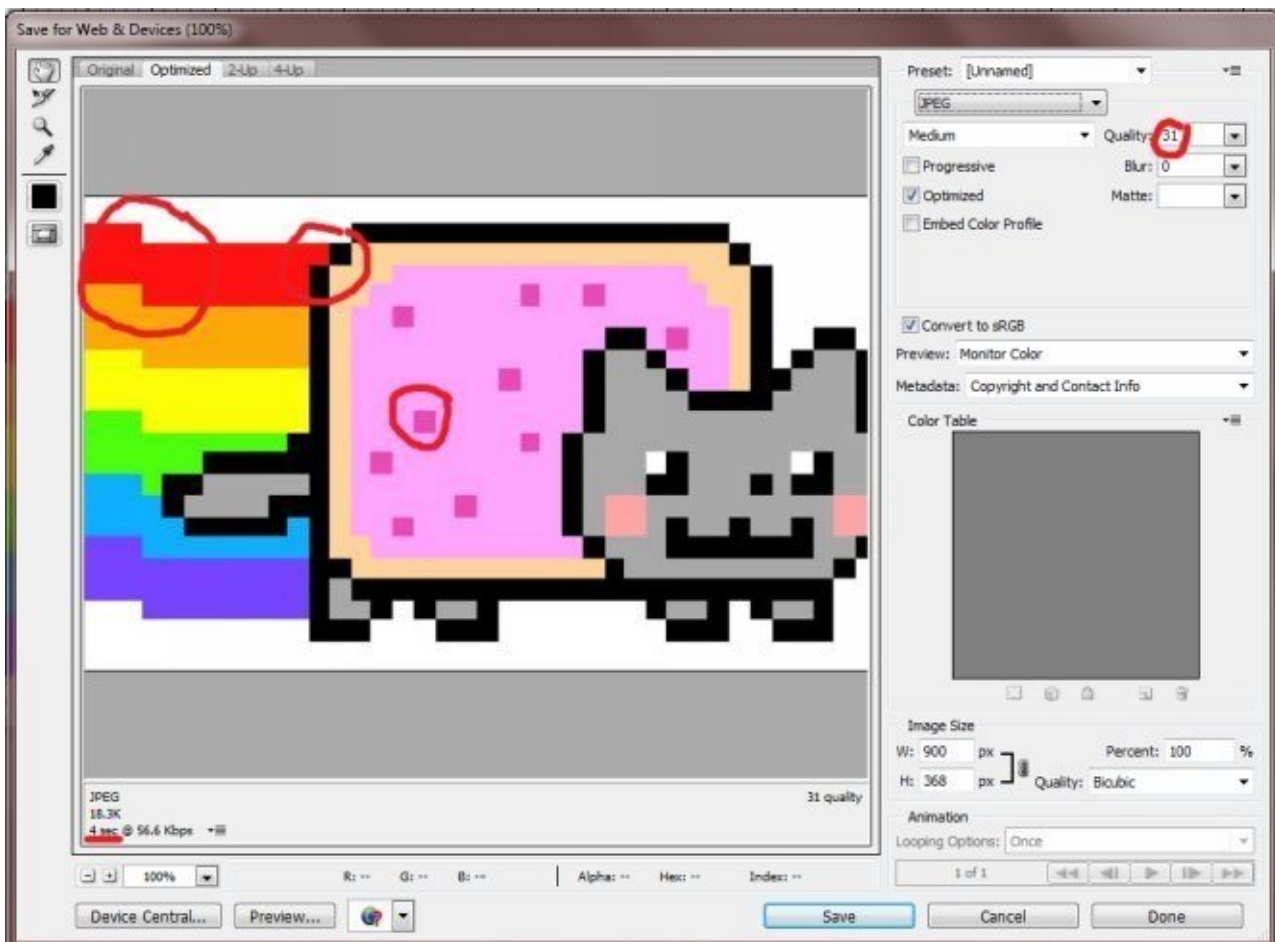 Save for Web & Devices (100%)
Original Optimized 2-Up 4-Up
Preset: [Unnamed]
JPEG
Medium Quality: 31
Progressive Blur: 0
Optimized Matte:
Embed Color Profile
Convert to sRGB
Preview: Monitor Color
Metadata: Copyright and Contact Info
Color Table
Image Size
W: 900 px Percent: 100 %
H: 368 px Quality: Bicubic
Animation
Looping Options: Once
1 of 1
JPEG 31 quality
18.3K
4 sec @ 56.6 Kbps
100% R: -- G: -- B: -- Alpha: -- Hex: -- Index: --
Device Central... Preview... Save Cancel Done